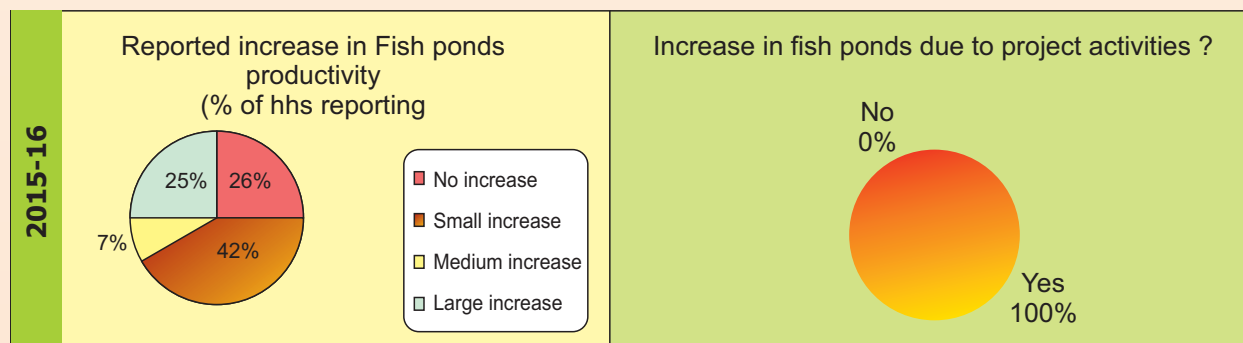 2015-16
Reported increase in Fish ponds
productivity
(% of hhs reporting
25%
26%
7%
42%
No increase
Small increase
Medium increase
Large increase
Increase in fish ponds due to project activities ?
No
0%
Yes
100%